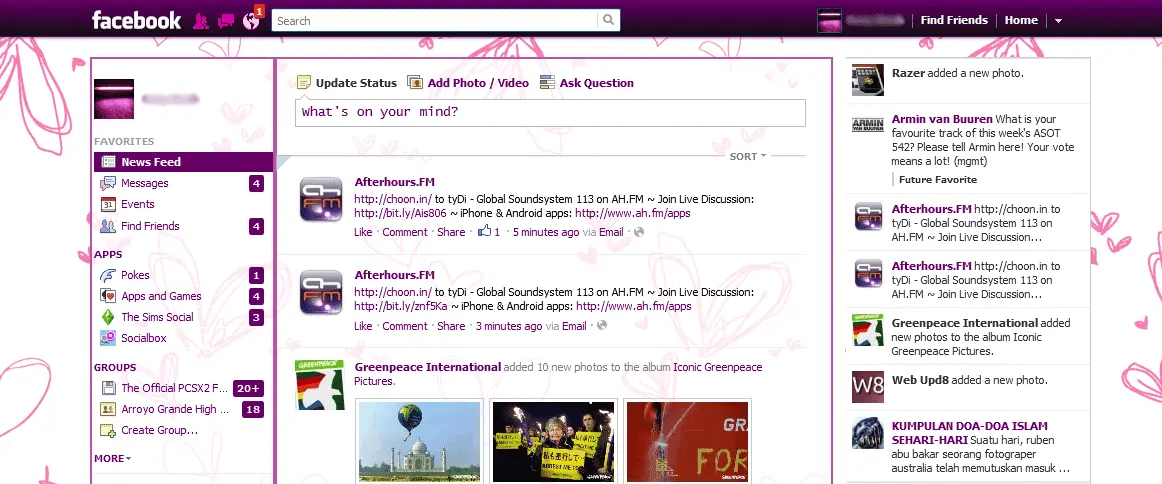 facebook
1
Search
Find Friends
Home
Update Status
Add Photo / Video
Ask Question
What's on your mind?
SORT
FAVORITES
News Feed
Messages 4
Events
Find Friends 4
APPS
Pokes 1
Apps and Games 4
The Sims Social 3
Socialbox
GROUPS
The Official PCSX2 F... 20+
Arroyo Grande High ... 18
Create Group...
MORE
Afterhours.FM
http://choon.in/ to tyDi - Global Soundsystem 113 on AH.FM ~ Join Live Discussion:
http://bit.ly/Ais806 ~ iPhone & Android apps: http://www.ah.fm/apps
Like · Comment · Share · 1 · 5 minutes ago via Email ·
Afterhours.FM
http://choon.in/ to tyDi - Global Soundsystem 113 on AH.FM ~ Join Live Discussion:
http://bit.ly/znf5Ka ~ iPhone & Android apps: http://www.ah.fm/apps
Like · Comment · Share · 3 minutes ago via Email ·
GREENPEACE
Greenpeace International added 10 new photos to the album Iconic Greenpeace
Pictures.
ARREST ME TOO
GREENPEACE
GRA
FOR
Razer added a new photo.
ARMIN
VAN BUUREN
Armin van Buuren What is your
favourite track of this week's ASOT
542? Please tell Armin here! Your vote
means a lot! (mgmt)
Future Favorite
Afterhours.FM http://choon.in to
tyDi - Global Soundsystem 113 on
AH.FM ~ Join Live Discussion...
Afterhours.FM http://choon.in to
tyDi - Global Soundsystem 113 on
AH.FM ~ Join Live Discussion...
Greenpeace International added
new photos to the album Iconic
Greenpeace Pictures.
W8
Web Upd8 added a new photo.
KUMPULAN DOA-DOA ISLAM
SEHARI-HARI Suatu hari, ruben
abu bakar seorang fotograper
australia telah memutuskan masuk ...